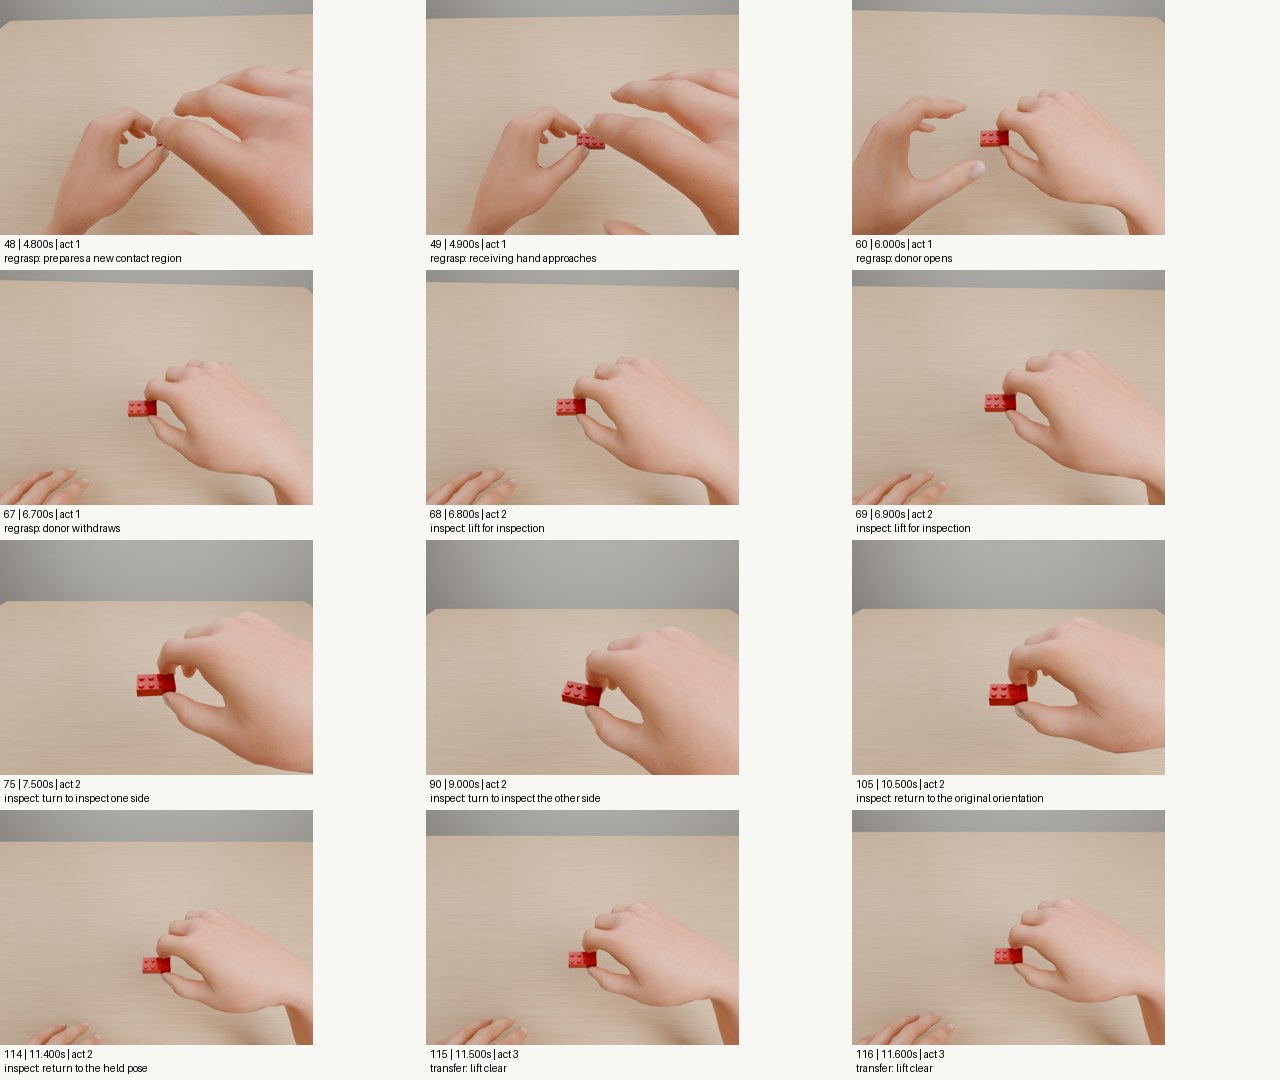 48 | 4.800s | act 1
regrasp: prepares a new contact region
49 | 4.900s | act 1
regrasp: receiving hand approaches
60 | 6.000s | act 1
regrasp: donor opens
67 | 6.700s | act 1
regrasp: donor withdraws
68 | 6.800s | act 2
inspect: lift for inspection
69 | 6.900s | act 2
inspect: lift for inspection
75 | 7.500s | act 2
inspect: turn to inspect one side
90 | 9.000s | act 2
inspect: turn to inspect the other side
105 | 10.500s | act 2
inspect: return to the original orientation
114 | 11.400s | act 2
inspect: return to the held pose
115 | 11.500s | act 3
transfer: lift clear
116 | 11.600s | act 3
transfer: lift clear